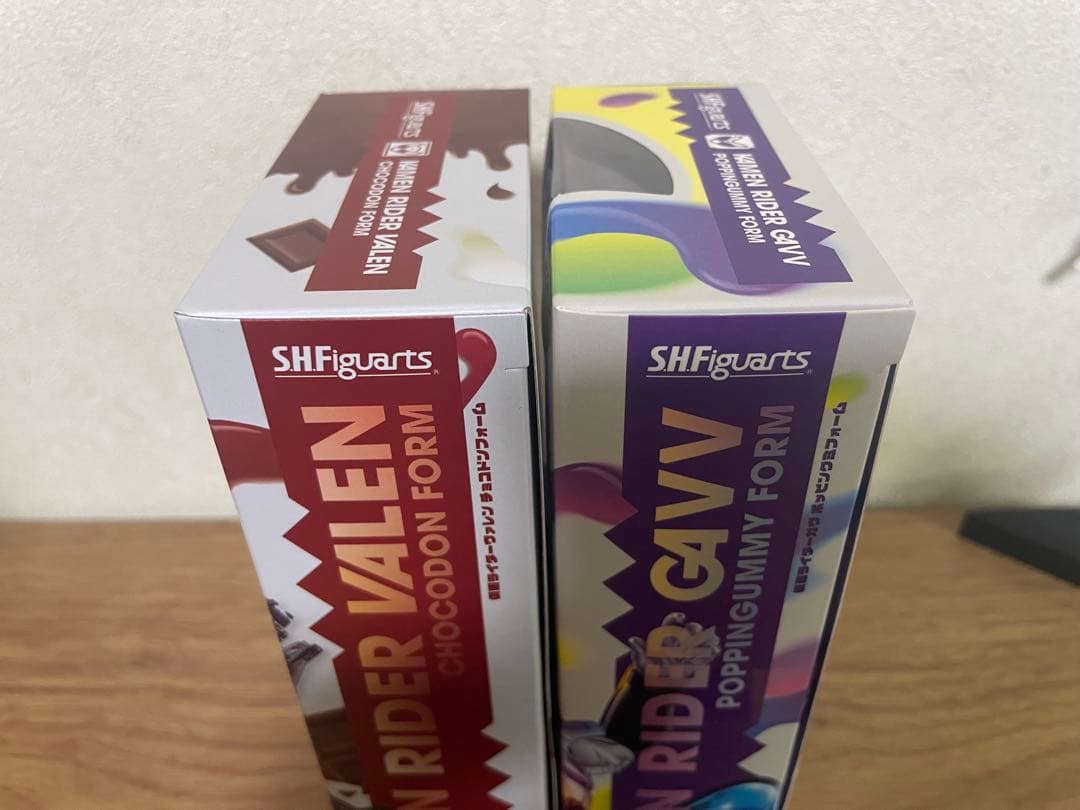 S.H.Figuarts
KAMEN RIDER VALEN
CHOCODON FORM
S.H.Figuarts
KAMEN RIDER GAVV
POPPINGUMMY FORM
S.H.Figuarts®
N RIDER VALEN
CHOCODON FORM
仮面ライダーヴァレン チョコドンフォーム
S.H.Figuarts®
N RIDER GAVV
POPPINGUMMY FORM
仮面ライダーガヴ ポッピングミフォーム